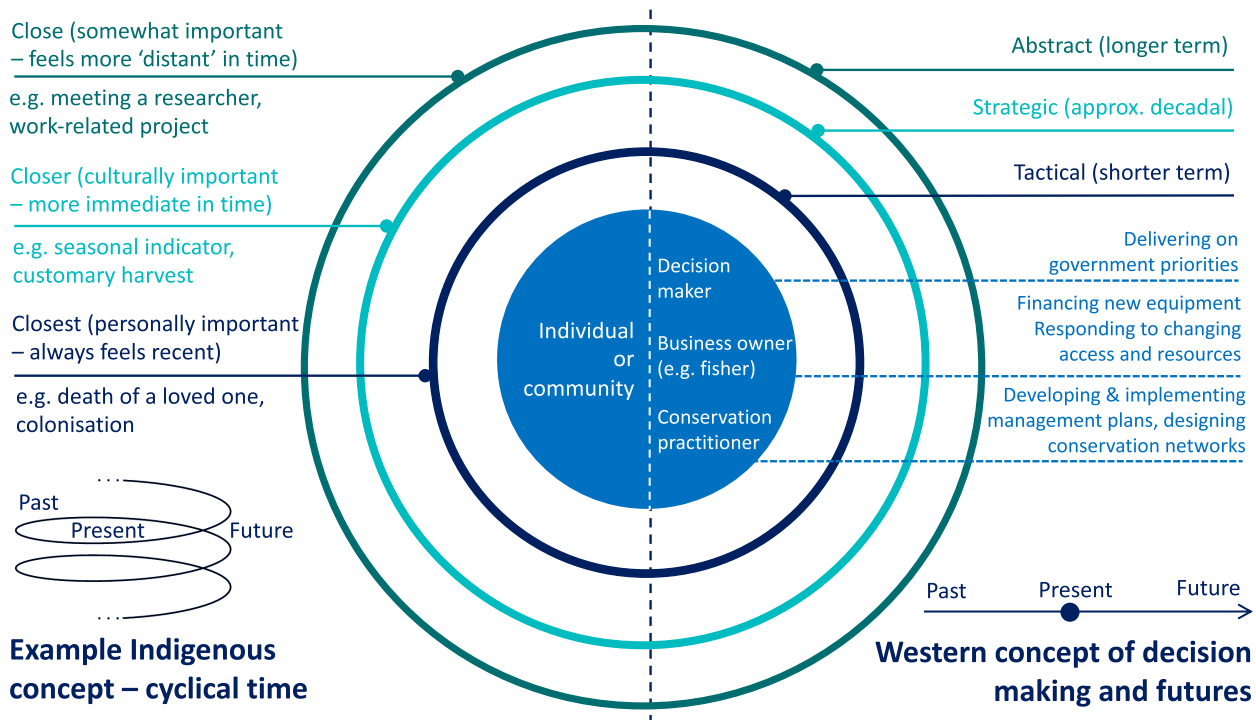 Close (somewhat important
– feels more ‘distant’ in time)
e.g. meeting a researcher,
work-related project
Closer (culturally important
– more immediate in time)
e.g. seasonal indicator,
customary harvest
Closest (personally important
– always feels recent)
e.g. death of a loved one,
colonisation
Individual
or
community
Decision
maker
Business owner
(e.g. fisher)
Conservation
practitioner
Abstract (longer term)
Strategic (approx. decadal)
Tactical (shorter term)
Delivering on
government priorities
Financing new equipment
Responding to changing
access and resources
Developing & implementing
management plans, designing
conservation networks
. . .
Past
Present
Future
. . .
Example Indigenous
concept – cyclical time
Past
Present
Future
Western concept of decision
making and futures